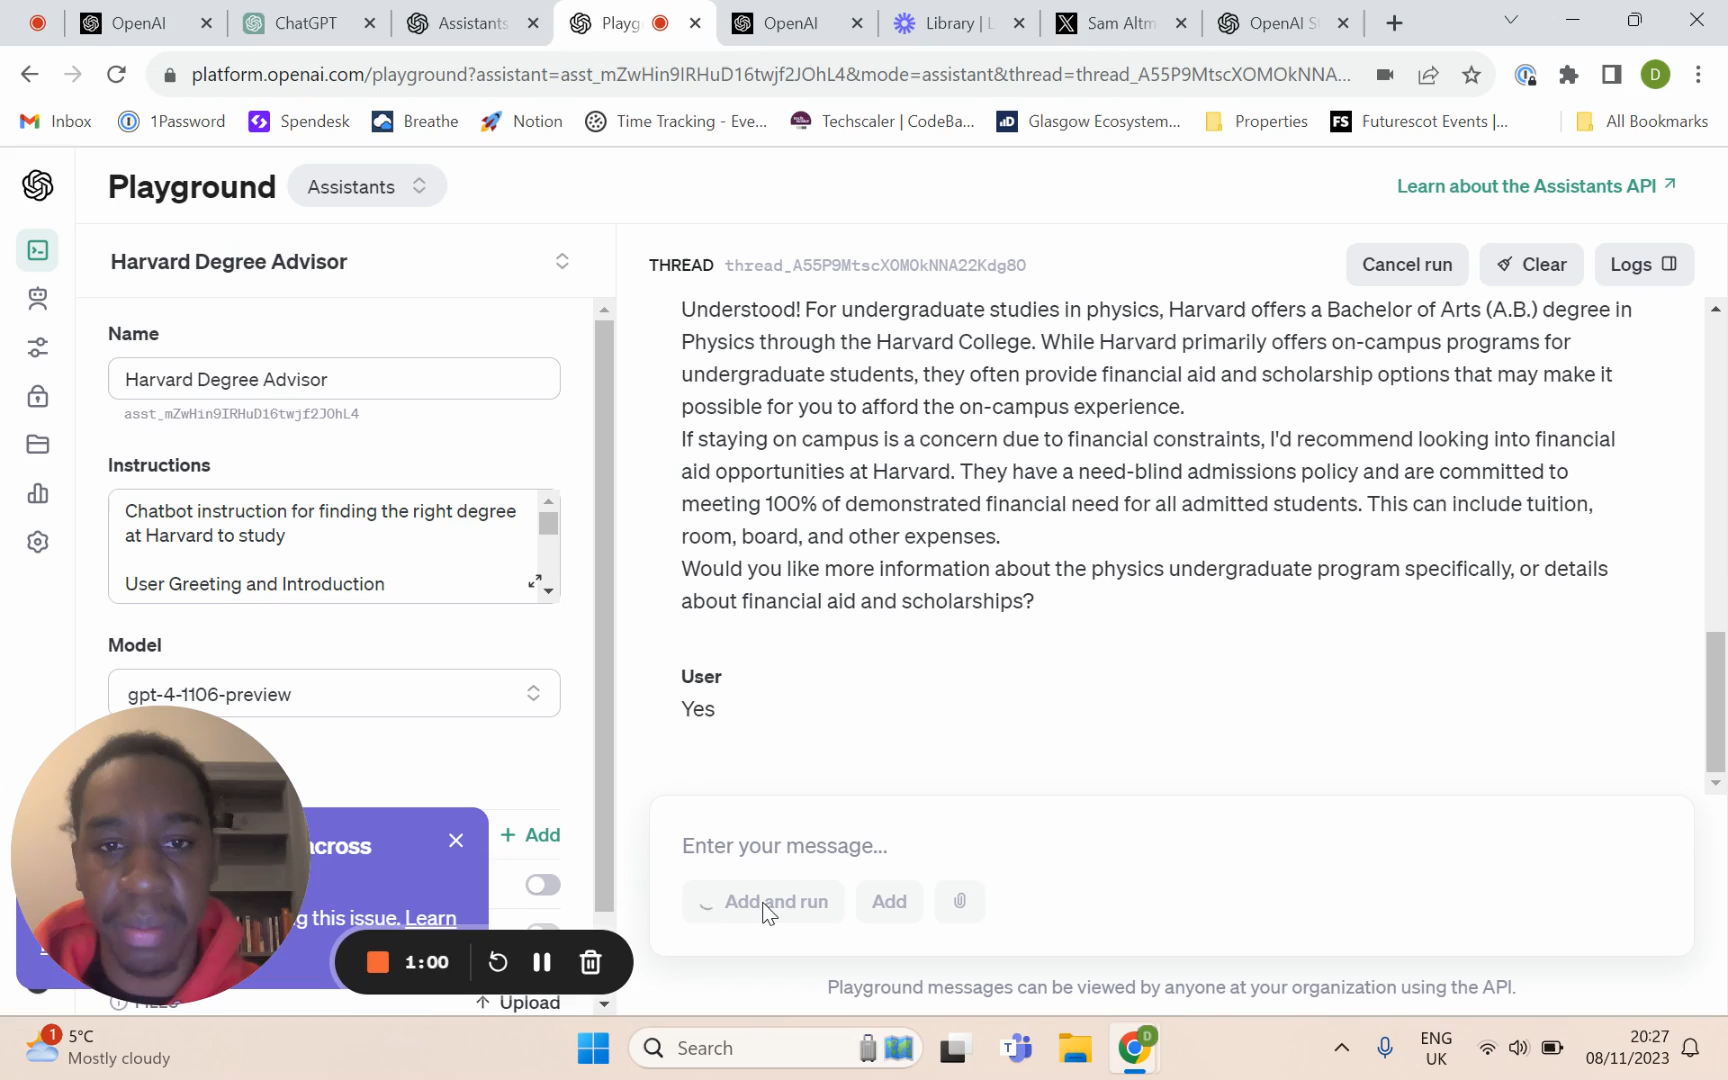 OpenAI
ChatGPT
Assistants
Playg
OpenAI
Library | L
Sam Altm
OpenAI S
platform.openai.com/playground?assistant=asst_mZwHin9IRHuD16twjf2JOhL4&mode=assistant&thread=thread_A55P9MtscXOMOkNNA...
D
Inbox
1Password
Spendesk
Breathe
Notion
Time Tracking - Eve...
Techscaler | CodeBa...
Glasgow Ecosystem...
Properties
FS Futurescot Events |...
All Bookmarks
Playground
Assistants
Learn about the Assistants API
Harvard Degree Advisor
THREAD thread_A55P9MtscXOMOkNNA22Kdg8O
Cancel run
Clear
Logs
Name
Harvard Degree Advisor
asst_mZwHin9IRHuD16twjf2JOhL4
Instructions
Chatbot instruction for finding the right degree
at Harvard to study
User Greeting and Introduction
Model
gpt-4-1106-preview
Understood! For undergraduate studies in physics, Harvard offers a Bachelor of Arts (A.B.) degree in
Physics through the Harvard College. While Harvard primarily offers on-campus programs for
undergraduate students, they often provide financial aid and scholarship options that may make it
possible for you to afford the on-campus experience.
If staying on campus is a concern due to financial constraints, I'd recommend looking into financial
aid opportunities at Harvard. They have a need-blind admissions policy and are committed to
meeting 100% of demonstrated financial need for all admitted students. This can include tuition,
room, board, and other expenses.
Would you like more information about the physics undergraduate program specifically, or details
about financial aid and scholarships?
User
Yes
Enter your message...
Add and run
Add
Playground messages can be viewed by anyone at your organization using the API.
across
+ Add
g this issue. Learn
1:00
Upload
1
5°C
Mostly cloudy
Search
D
ENG
UK
20:27
08/11/2023